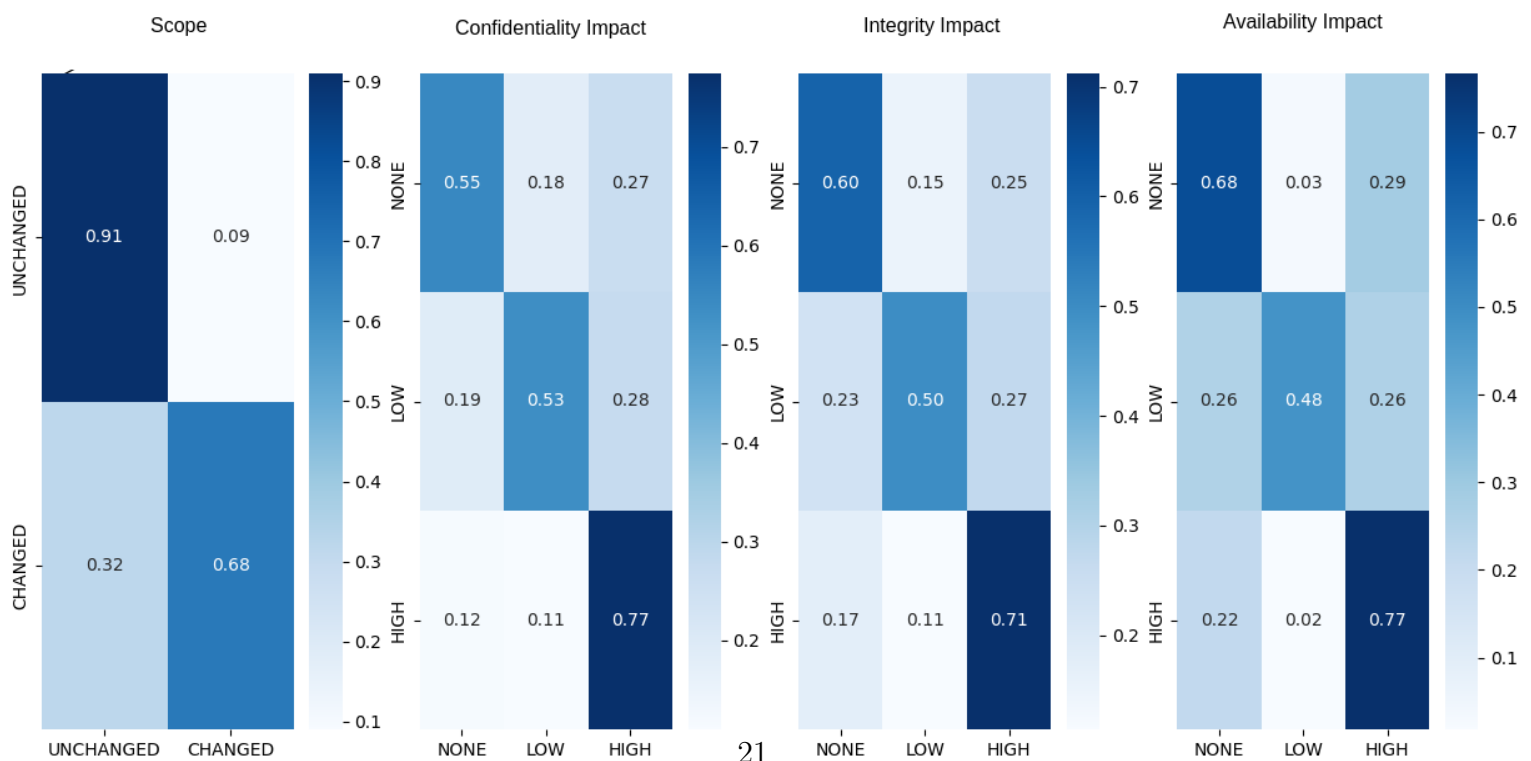 Scope
Confidentiality Impact
Integrity Impact
Availability Impact
UNCHANGED
CHANGED
0.91 0.09
0.32 0.68
UNCHANGED CHANGED
0.9
0.8
0.7
0.6
0.5
0.4
0.3
0.2
0.1
NONE
LOW
HIGH
0.55 0.18 0.27
0.19 0.53 0.28
0.12 0.11 0.77
NONE LOW HIGH
0.7
0.6
0.5
0.4
0.3
0.2
NONE
LOW
HIGH
0.60 0.15 0.25
0.23 0.50 0.27
0.17 0.11 0.71
NONE LOW HIGH
0.7
0.6
0.5
0.4
0.3
0.2
NONE
LOW
HIGH
0.68 0.03 0.29
0.26 0.48 0.26
0.22 0.02 0.77
NONE LOW HIGH
0.7
0.6
0.5
0.4
0.3
0.2
0.1
21